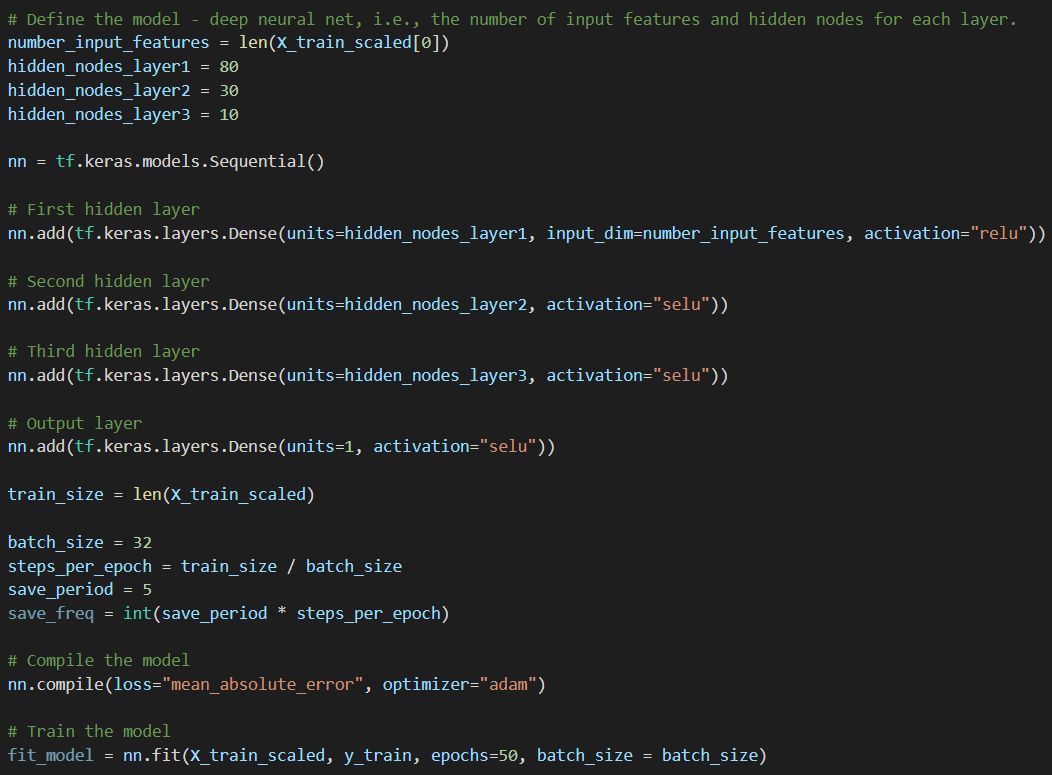 # Define the model - deep neural net, i.e., the number of input features and hidden nodes for each layer.
number_input_features = len(X_train_scaled[0])
hidden_nodes_layer1 = 80
hidden_nodes_layer2 = 30
hidden_nodes_layer3 = 10
nn = tf.keras.models.Sequential()
# First hidden layer
nn.add(tf.keras.layers.Dense(units=hidden_nodes_layer1, input_dim=number_input_features, activation="relu"))
# Second hidden layer
nn.add(tf.keras.layers.Dense(units=hidden_nodes_layer2, activation="selu"))
# Third hidden layer
nn.add(tf.keras.layers.Dense(units=hidden_nodes_layer3, activation="selu"))
# Output layer
nn.add(tf.keras.layers.Dense(units=1, activation="selu"))
train_size = len(X_train_scaled)
batch_size = 32
steps_per_epoch = train_size / batch_size
save_period = 5
save_freq = int(save_period * steps_per_epoch)
# Compile the model
nn.compile(loss="mean_absolute_error", optimizer="adam")
# Train the model
fit_model = nn.fit(X_train_scaled, y_train, epochs=50, batch_size = batch_size)